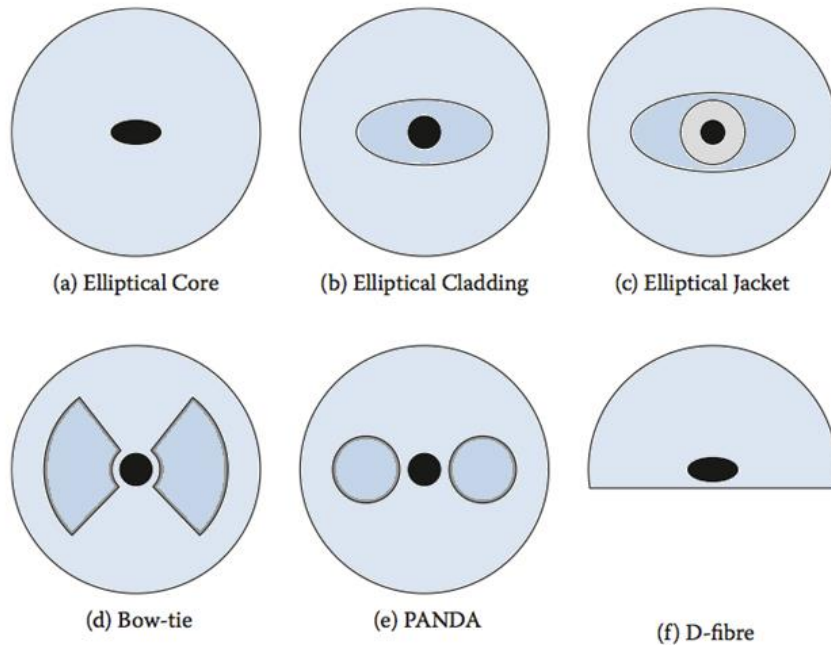 (a) Elliptical Core
(b) Elliptical Cladding
(c) Elliptical Jacket
(d) Bow-tie
(e) PANDA
(f) D-fibre